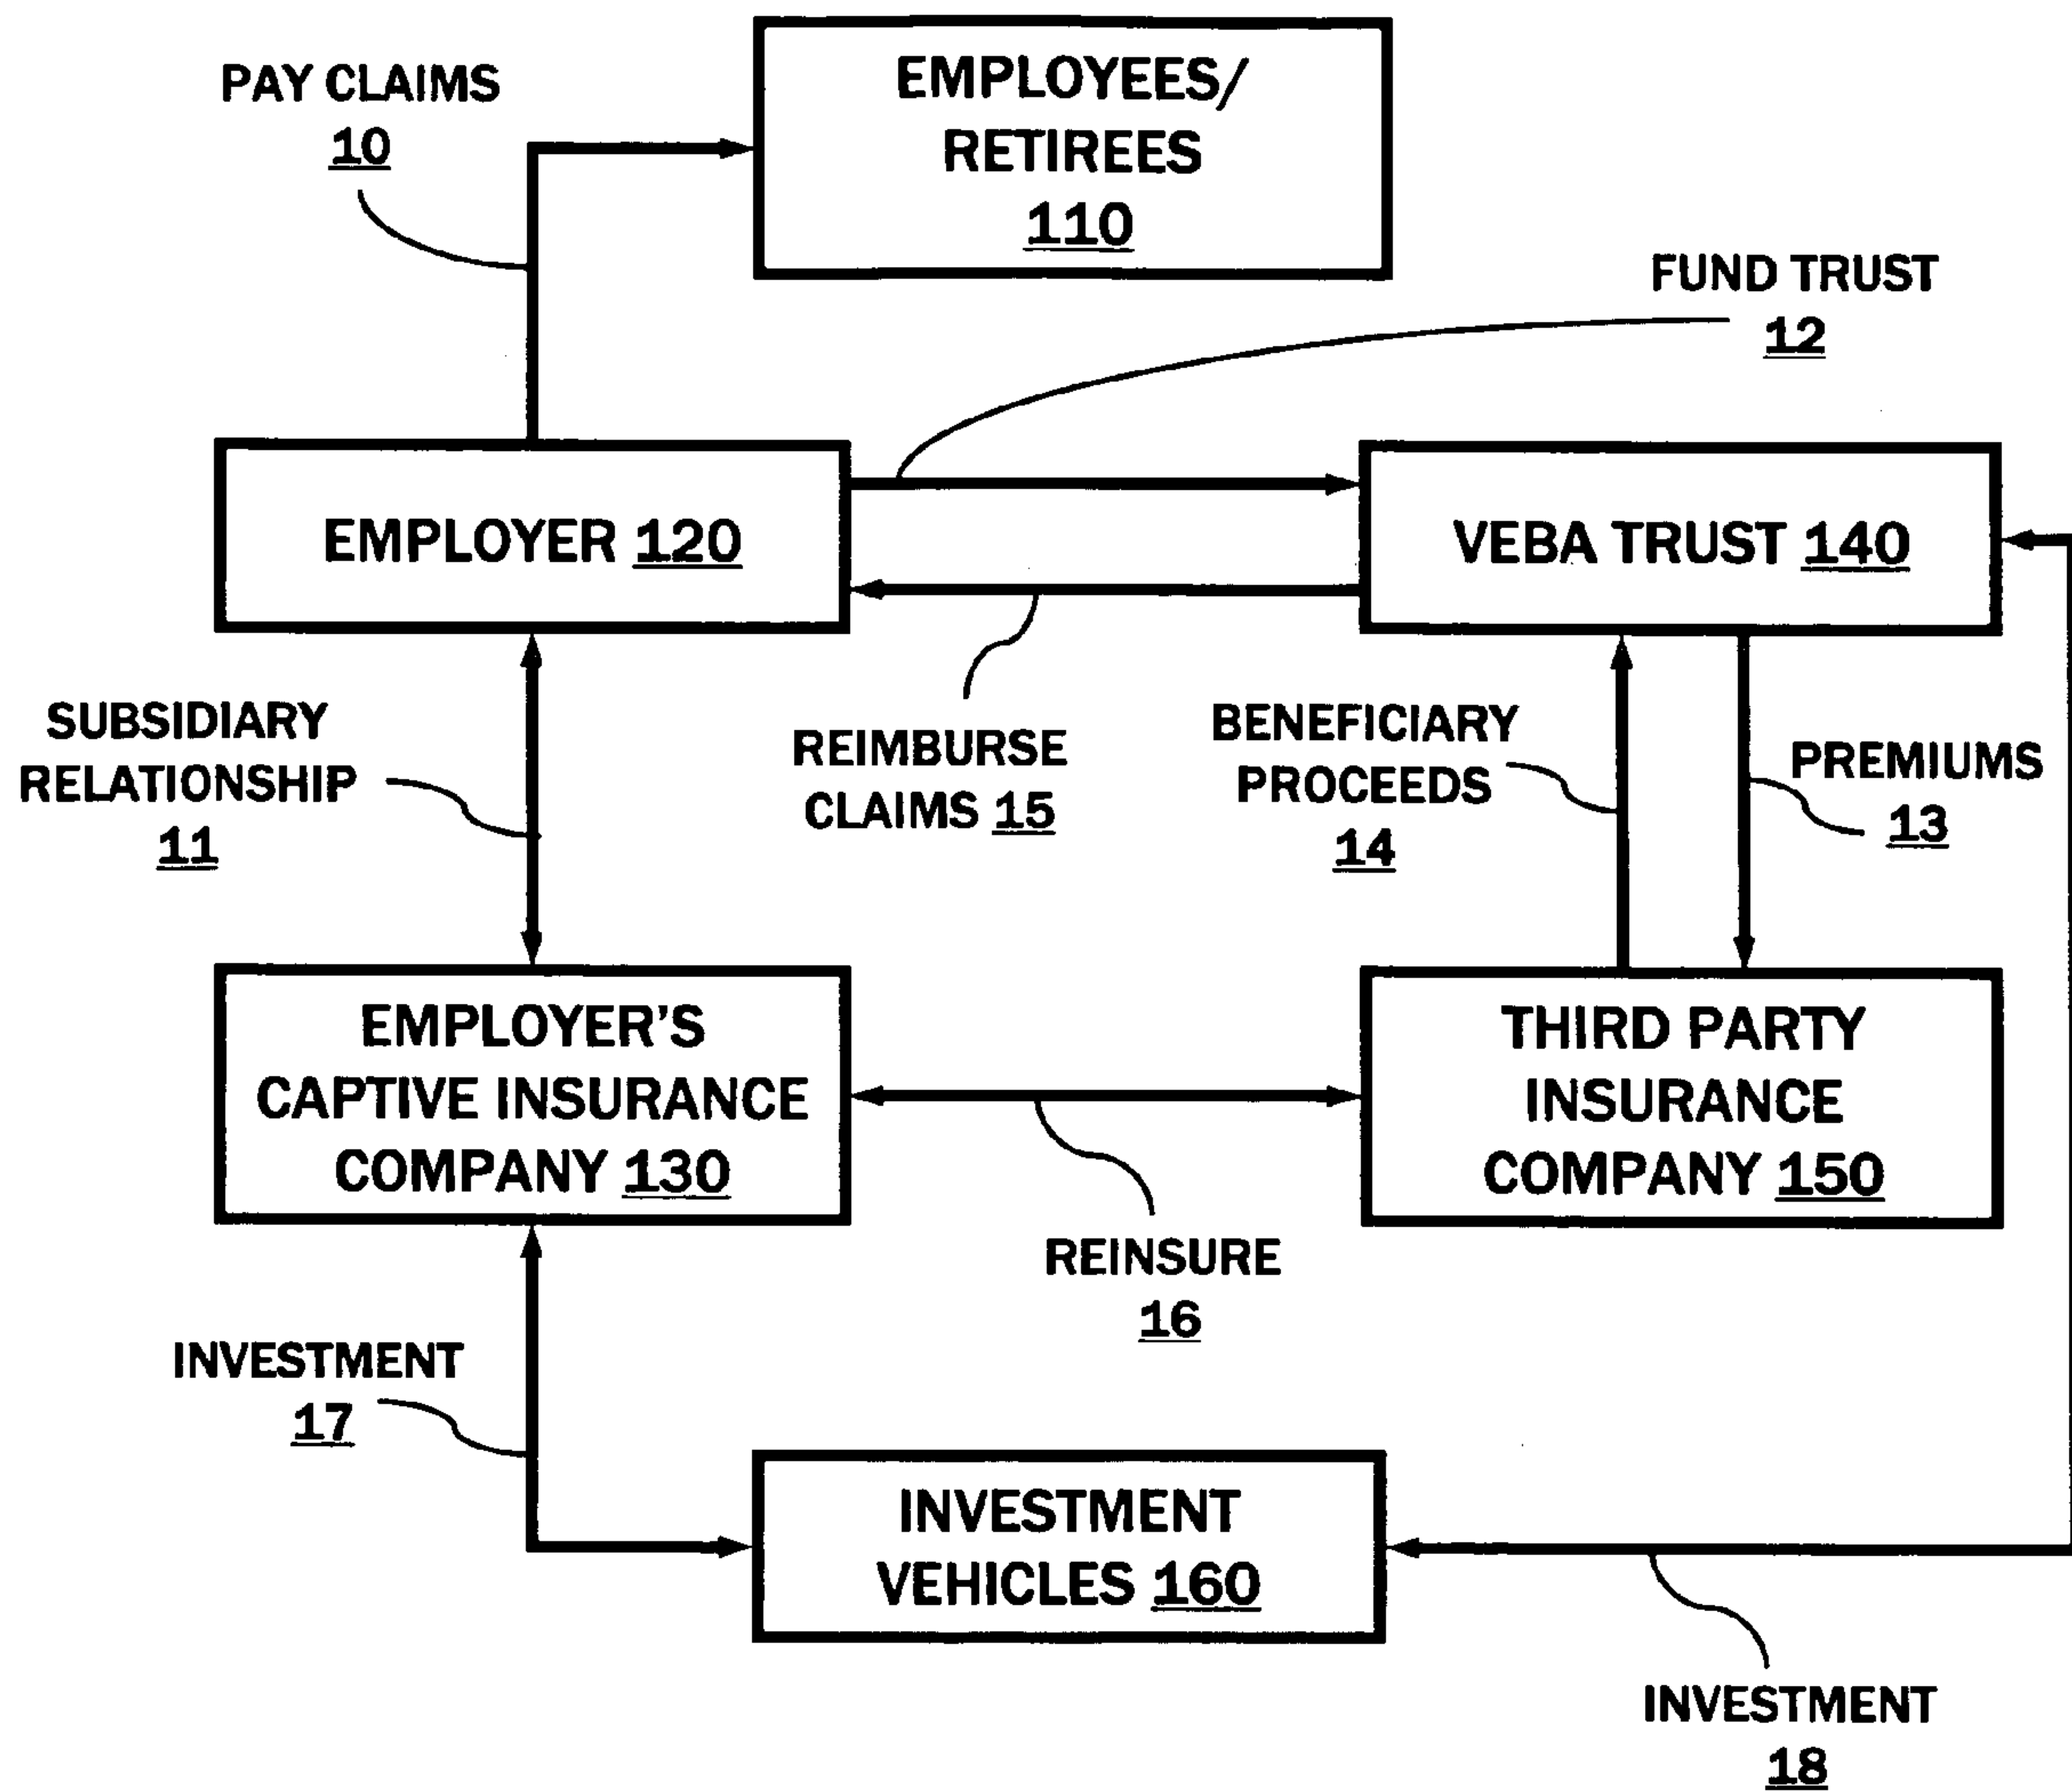 PAY CLAIMS
10
EMPLOYEES/
RETIREES
110
FUND TRUST
12
EMPLOYER 120
VEBA TRUST 140
SUBSIDIARY
RELATIONSHIP
11
REIMBURSE
CLAIMS 15
BENEFICIARY
PROCEEDS
14
PREMIUMS
13
EMPLOYER'S
CAPTIVE INSURANCE
COMPANY 130
THIRD PARTY
INSURANCE
COMPANY 150
REINSURE
16
INVESTMENT
17
INVESTMENT
VEHICLES 160
INVESTMENT
18